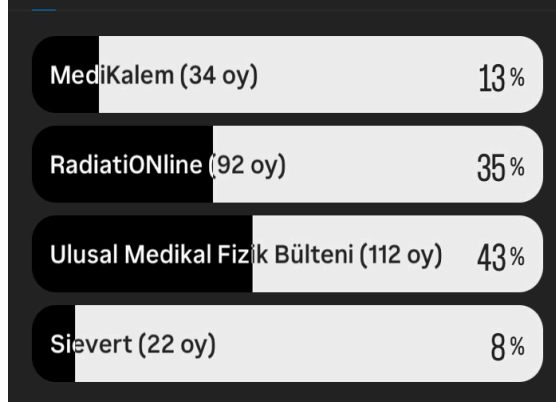 MediKalem (34 oy) 13%
RadiatiONline (92 oy) 35%
Ulusal Medikal Fizik Bülteni (112 oy) 43%
Sievert (22 oy) 8%